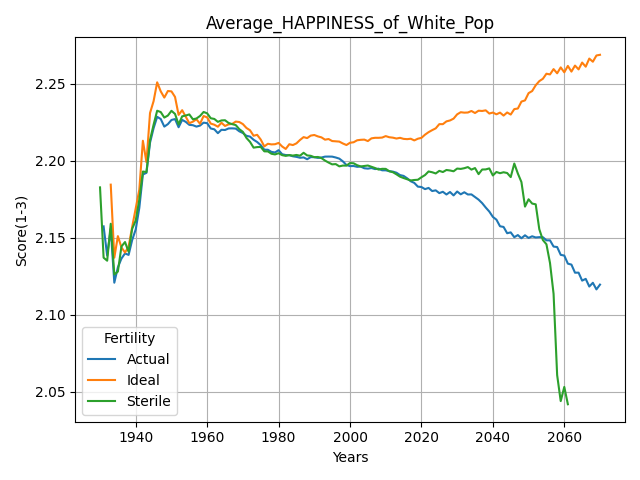 Average_HAPPINESS_of_White_Pop
Score(1-3)
2.25
2.20
2.15
2.10
2.05
Fertility
Actual
Ideal
Sterile
1940 1960 1980 2000 2020 2040 2060
Years